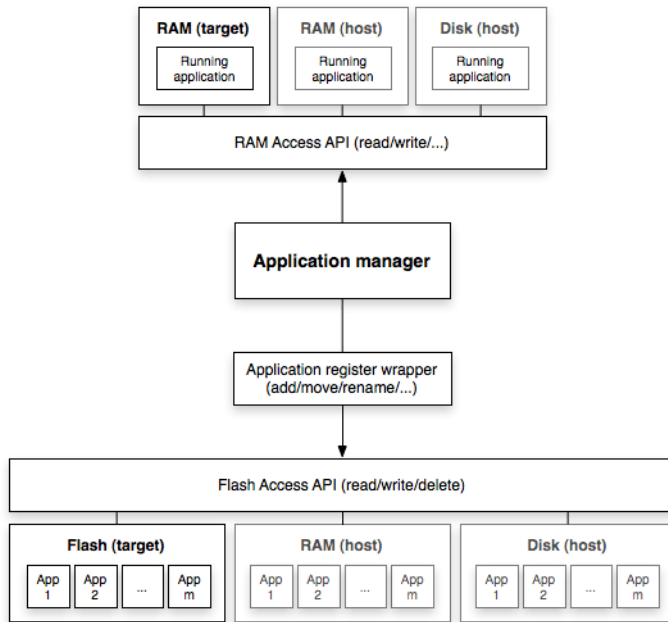 RAM (target)
RAM (host)
Disk (host)
Running
application
Running
application
Running
application
RAM Access API (read/write/...)
Application manager
Application register wrapper
(add/move/rename/...)
Flash Access API (read/write/delete)
Flash (target)
RAM (host)
Disk (host)
App
1
App
2
...
App
m
App
1
App
2
...
App
m
App
1
App
2
...
App
m